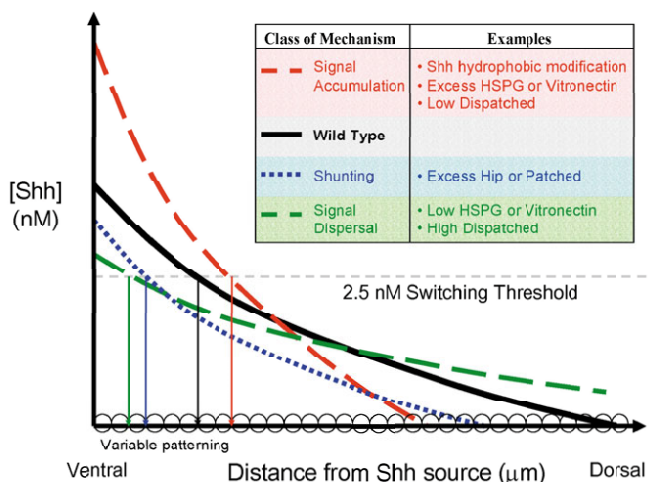 Class of Mechanism Examples
Signal Accumulation • Shh hydrophobic modification
• Excess HSPG or Vitronectin
• Low Dispatched
Wild Type
Shunting • Excess Hip or Patched
Signal Dispersal • Low HSPG or Vitronectin
• High Dispatched
[Shh]
(nM)
2.5 nM Switching Threshold
Variable patterning
Ventral Distance from Shh source (μm) Dorsal